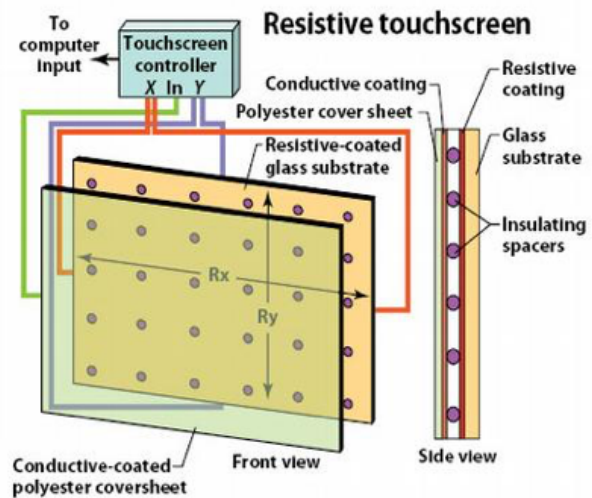 Resistive touchscreen
To
computer
input
Touchscreen
controller
X In Y
Resistive-coated
glass substrate
Rx
Ry
Conductive-coated
polyester coversheet
Front view
Conductive coating
Polyester cover sheet
Resistive
coating
Glass
substrate
Insulating
spacers
Side view